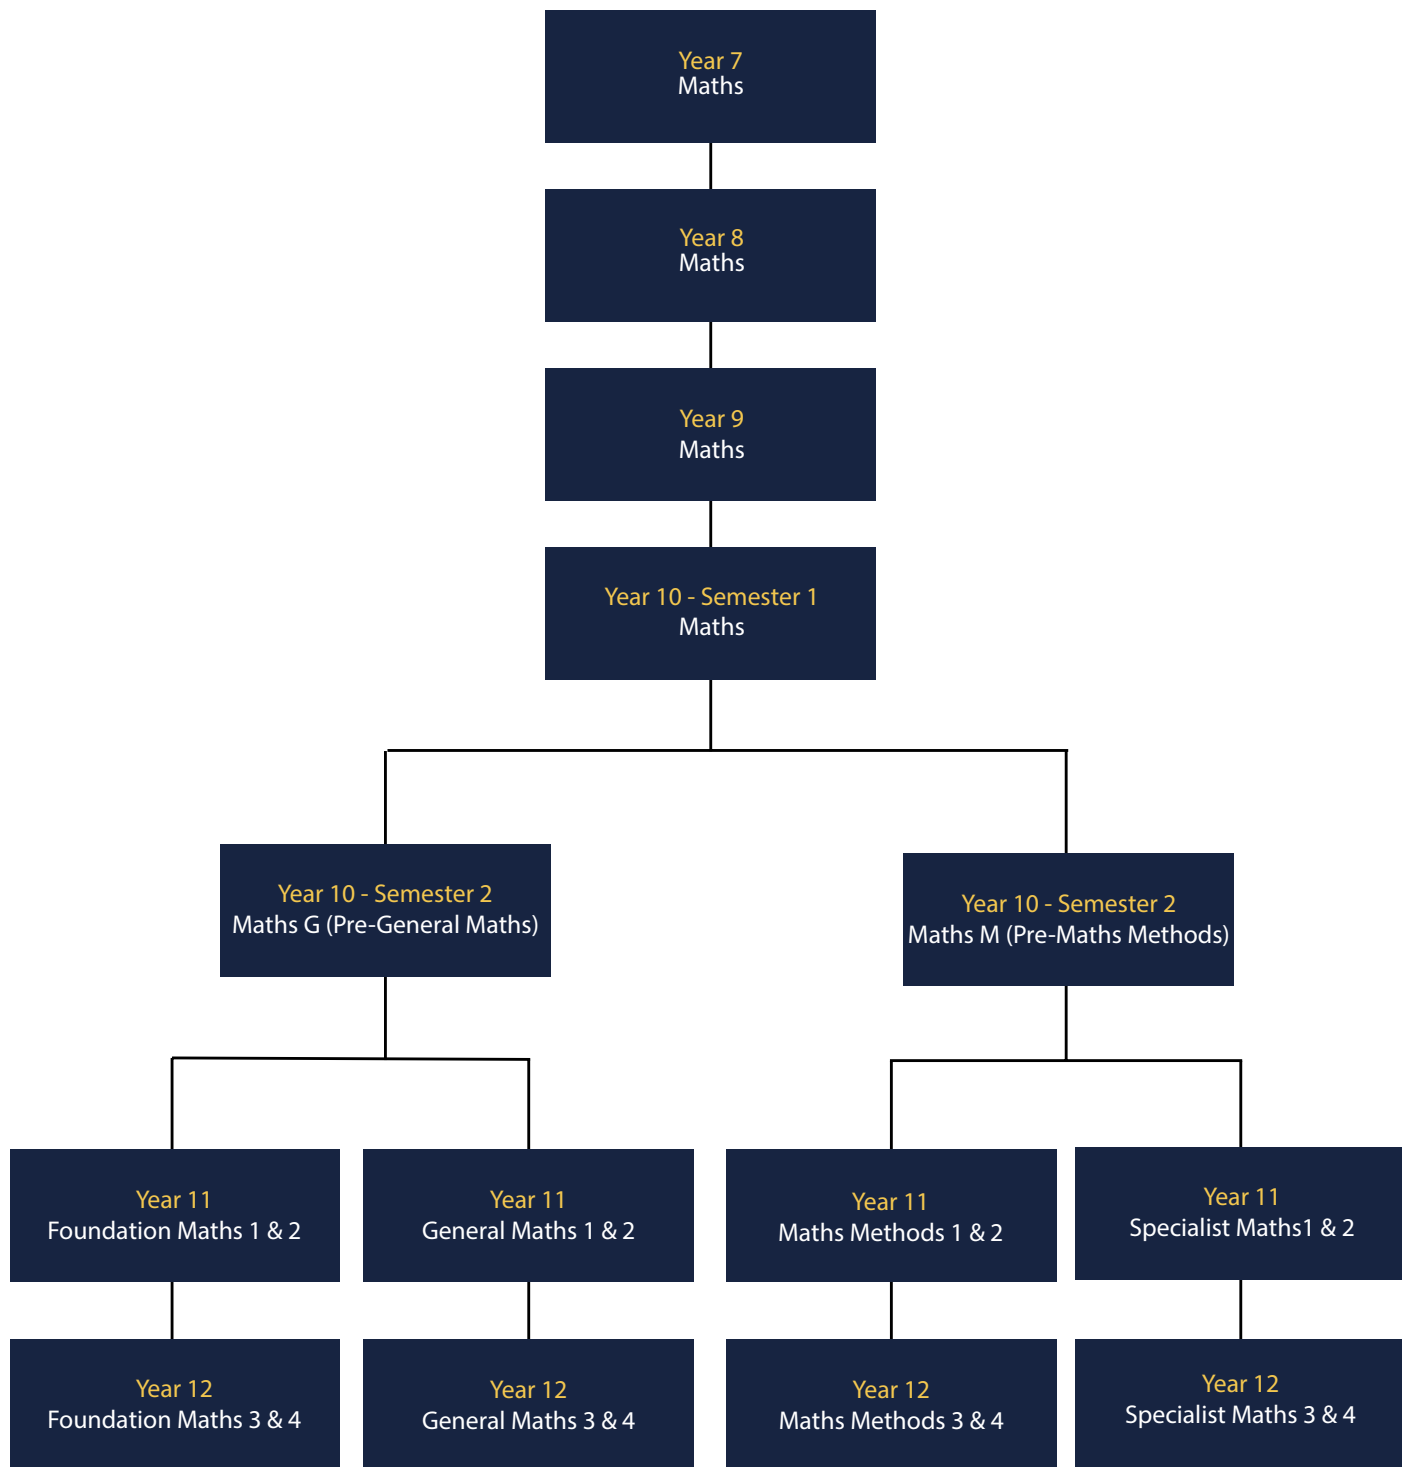 Year 7
Maths
Year 8
Maths
Year 9
Maths
Year 10 - Semester 1
Maths
Year 10 - Semester 2
Maths G (Pre-General Maths)
Year 10 - Semester 2
Maths M (Pre-Maths Methods)
Year 11
Foundation Maths 1 & 2
Year 11
General Maths 1 & 2
Year 11
Maths Methods 1 & 2
Year 11
Specialist Maths1 & 2
Year 12
Foundation Maths 3 & 4
Year 12
General Maths 3 & 4
Year 12
Maths Methods 3 & 4
Year 12
Specialist Maths 3 & 4